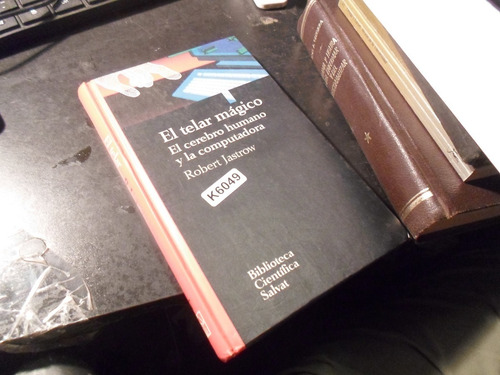 El telar mágico
El cerebro humano
y la computadora
Robert Jastrow
K6049
Biblioteca
Científica
Salvat